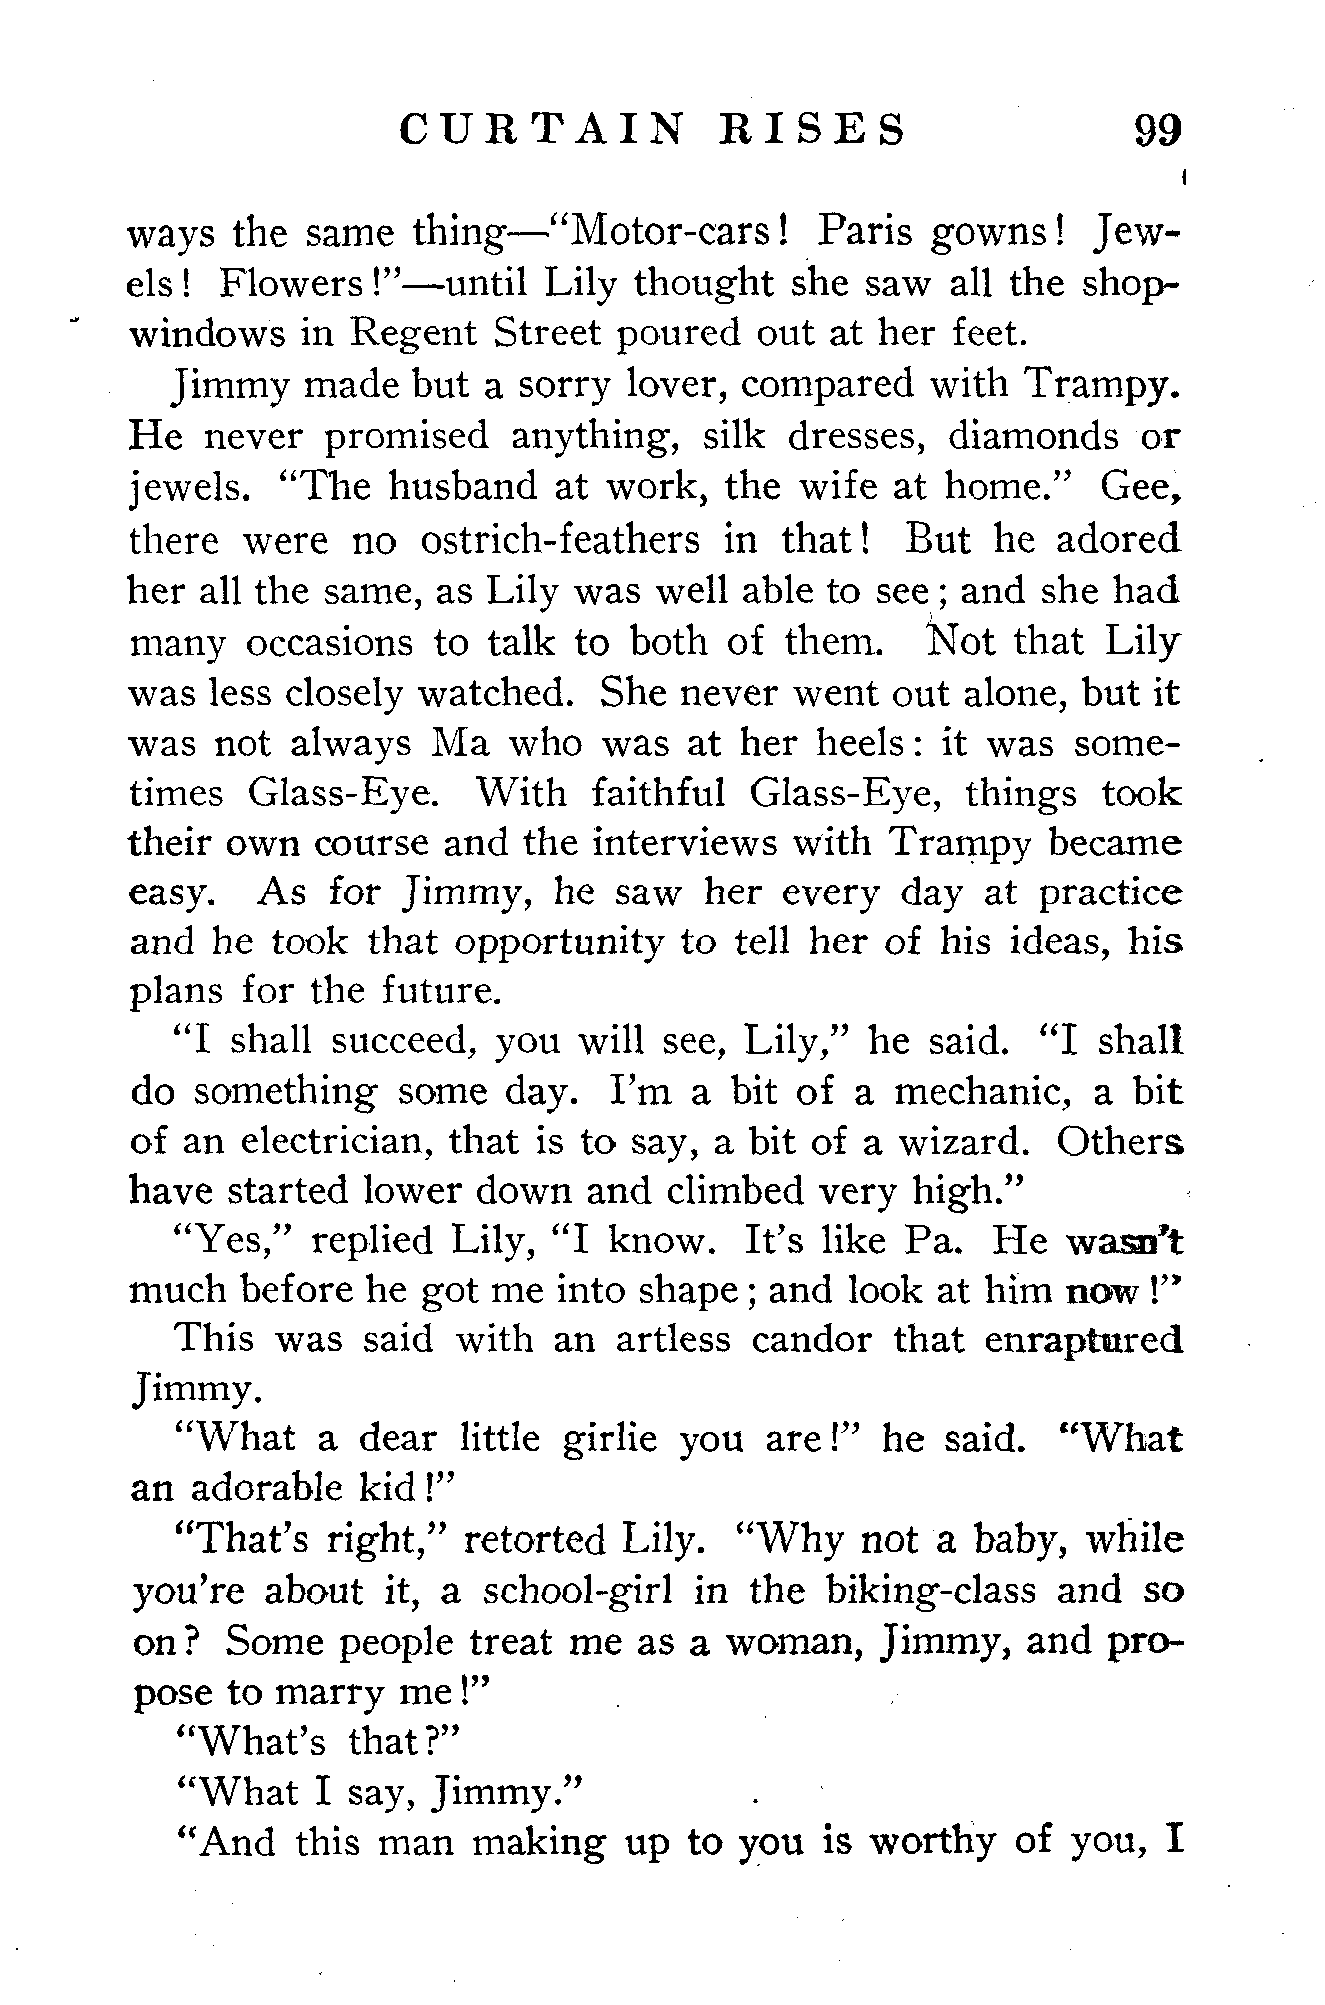 CURTAIN RISES 99
ways the same thing—“Motor-cars! Paris gowns! Jew-
els! Flowers!”—until Lily thought she saw all the shop-
windows in Regent Street poured out at her feet.
Jimmy made but a sorry lover, compared with Trampy.
He never promised anything, silk dresses, diamonds or
jewels. “The husband at work, the wife at home.” Gee,
there were no ostrich-feathers in that! But he adored
her all the same, as Lily was well able to see; and she had
many occasions to talk to both of them. Not that Lily
was less closely watched. She never went out alone, but it
was not always Ma who was at her heels: it was some-
times Glass-Eye. With faithful Glass-Eye, things took
their own course and the interviews with Trampy became
easy. As for Jimmy, he saw her every day at practice
and he took that opportunity to tell her of his ideas, his
plans for the future.
“I shall succeed, you will see, Lily,” he said. “I shall
do something some day. I’m a bit of a mechanic, a bit
of an electrician, that is to say, a bit of a wizard. Others
have started lower down and climbed very high.”
“Yes,” replied Lily, “I know. It’s like Pa. He wasn’t
much before he got me into shape; and look at him now!”
This was said with an artless candor that enraptured
Jimmy.
“What a dear little girlie you are!” he said. “What
an adorable kid!”
“That’s right,” retorted Lily. “Why not a baby, while
you’re about it, a school-girl in the biking-class and so
on? Some people treat me as a woman, Jimmy, and pro-
pose to marry me!”
“What’s that?”
“What I say, Jimmy.”
“And this man making up to you is worthy of you, I